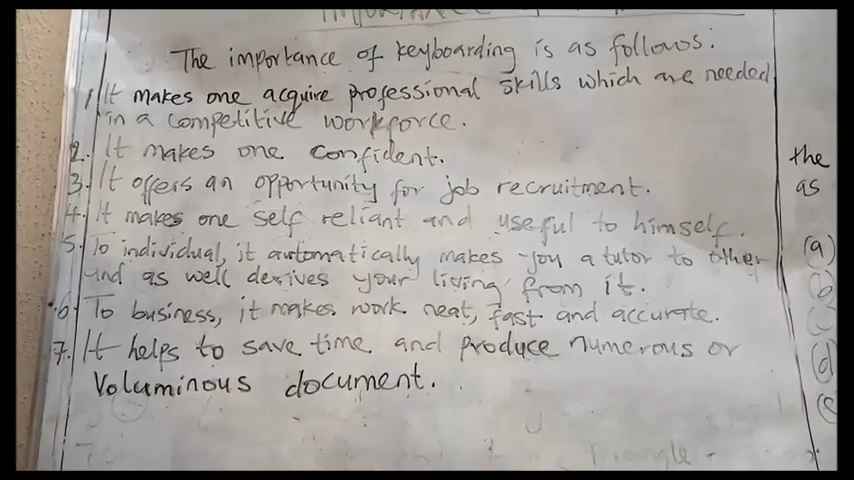 IMPORTANCE
The importance of keyboarding is as follows:
1. It makes one acquire professional skills which are needed
in a competitive workforce.
2. It makes one confident.
3. It offers an opportunity for job recruitment.
4. It makes one self reliant and useful to himself.
5. To individual, it automatically makes you a tutor to other
and as well derives your living from it.
6. To business, it makes work neat, fast and accurate.
7. It helps to save time and produce numerous or
Voluminous document.
the
as
(a)
(b)
(c)
(d)
(e
Triangle